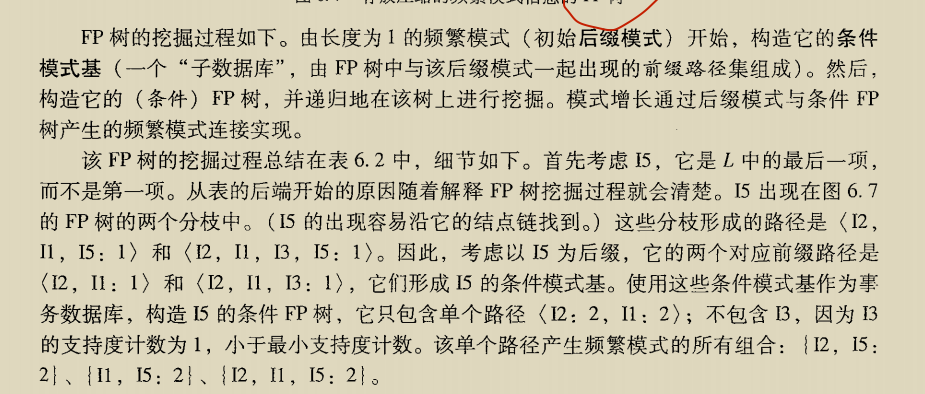 FP 树的挖掘过程如下。由长度为 1 的频繁模式（初始后缀模式）开始，构造它的条件
模式基（一个“子数据库”，由 FP 树中与该后缀模式一起出现的前缀路径集组成）。然后，
构造它的（条件）FP 树，并递归地在该树上进行挖掘。模式增长通过后缀模式与条件 FP
树产生的频繁模式连接实现。
该 FP 树的挖掘过程总结在表 6.2 中，细节如下。首先考虑 I5，它是 L 中的最后一项，
而不是第一项。从表的后端开始的原因随着解释 FP 树挖掘过程就会清楚。I5 出现在图 6.7
的 FP 树的两个分枝中。（I5 的出现容易沿它的结点链找到。）这些分枝形成的路径是〈I2，
I1，I5：1〉和〈I2，I1，I3，I5：1〉。因此，考虑以 I5 为后缀，它的两个对应前缀路径是
〈I2，I1：1〉和〈I2，I1，I3：1〉，它们形成 I5 的条件模式基。使用这些条件模式基作为事
务数据库，构造 I5 的条件 FP 树，它只包含单个路径〈I2：2，I1：2〉；不包含 I3，因为 I3
的支持度计数为 1，小于最小支持度计数。该单个路径产生频繁模式的所有组合：{I2，I5：
2}、{I1，I5：2}、{I2，I1，I5：2}。